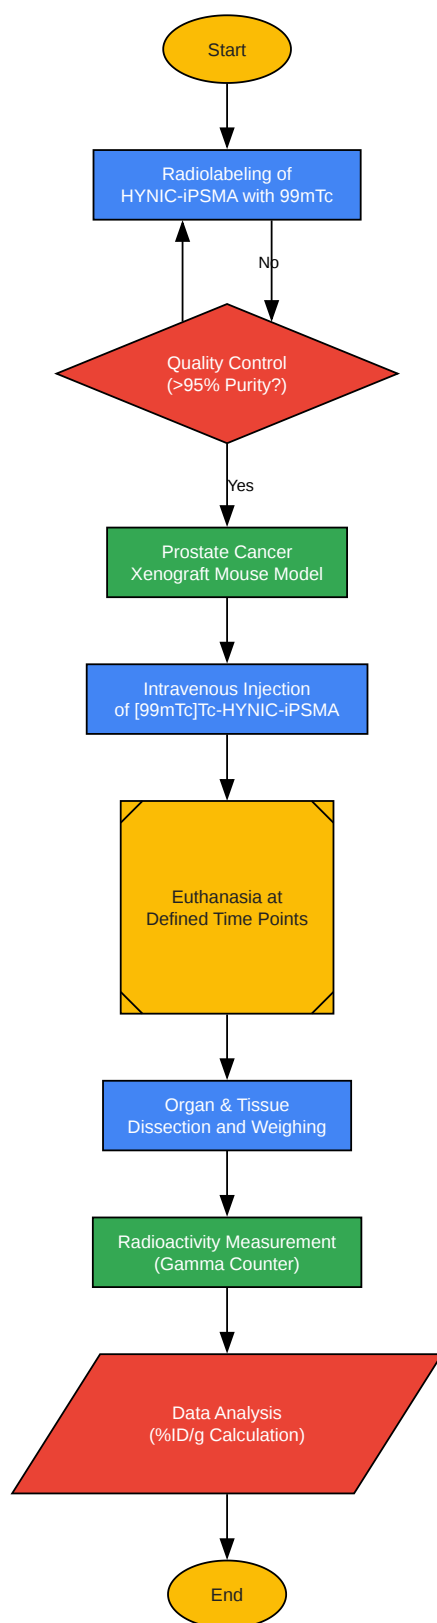 Start
Radiolabeling of
HYNIC-iPSMA with 99mTc
No
Quality Control
(>95% Purity?)
Yes
Prostate Cancer
Xenograft Mouse Model
Intravenous Injection
of [99mTc]Tc-HYNIC-iPSMA
Euthanasia at
Defined Time Points
Organ & Tissue
Dissection and Weighing
Radioactivity Measurement
(Gamma Counter)
Data Analysis
(%ID/g Calculation)
End